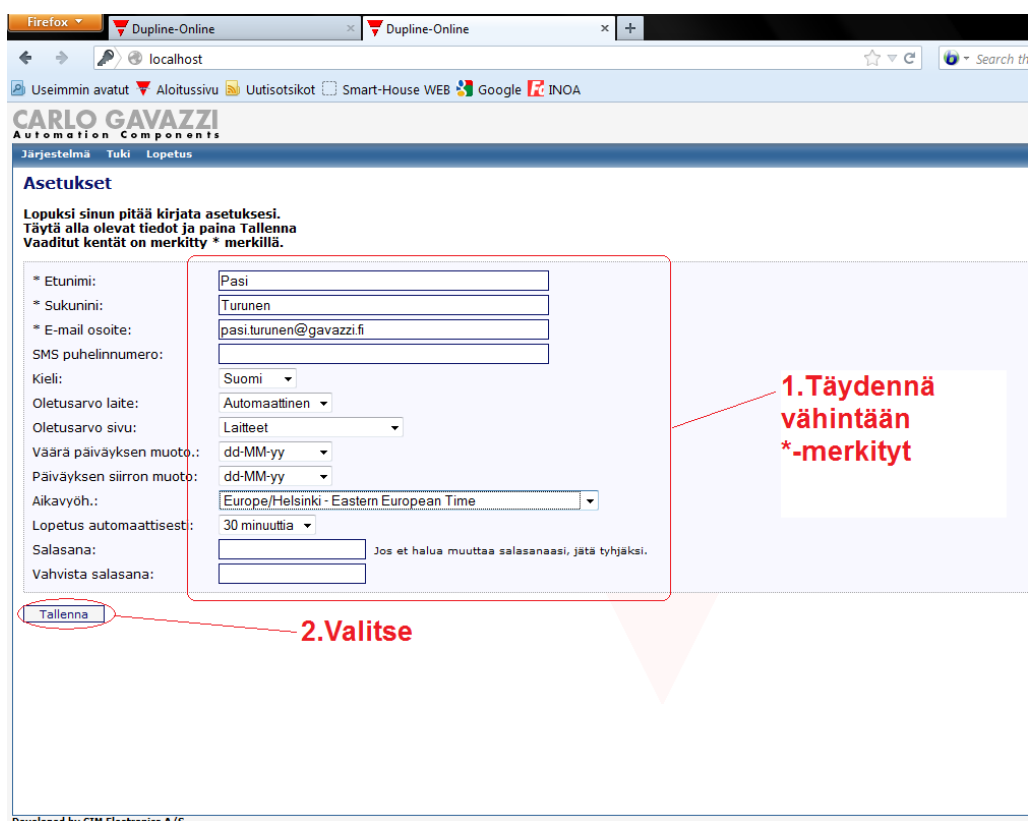 Firefox
Dupline-Online
Dupline-Online
localhost
Search th
Useimmin avatut Aloitussivu Uutisotsikot Smart-House WEB Google INOA
CARLO GAVAZZI
Automation Components
Järjestelmä Tuki Lopetus
Asetukset
Lopuksi sinun pitää kirjata asetuksesi.
Täytä alla olevat tiedot ja paina Tallenna
Vaaditut kentät on merkitty * merkillä.
* Etunimi: Pasi
* Sukunini: Turunen
* E-mail osoite: pasi.turunen@gavazzi.fi
SMS puhelinnumero:
Kieli: Suomi
Oletusarvo laite: Automaattinen
Oletusarvo sivu: Laitteet
Väärä päiväyksen muoto.: dd-MM-yy
Päiväyksen siirron muoto: dd-MM-yy
Aikavyöh.: Europe/Helsinki - Eastern European Time
Lopetus automaattisesti: 30 minuuttia
Salasana: Jos et halua muuttaa salasanaasi, jätä tyhjäksi.
Vahvista salasana:
Tallenna
1.Täydennä
vähintään
*-merkityt
2.Valitse
Developed by CIM Electronics A/S